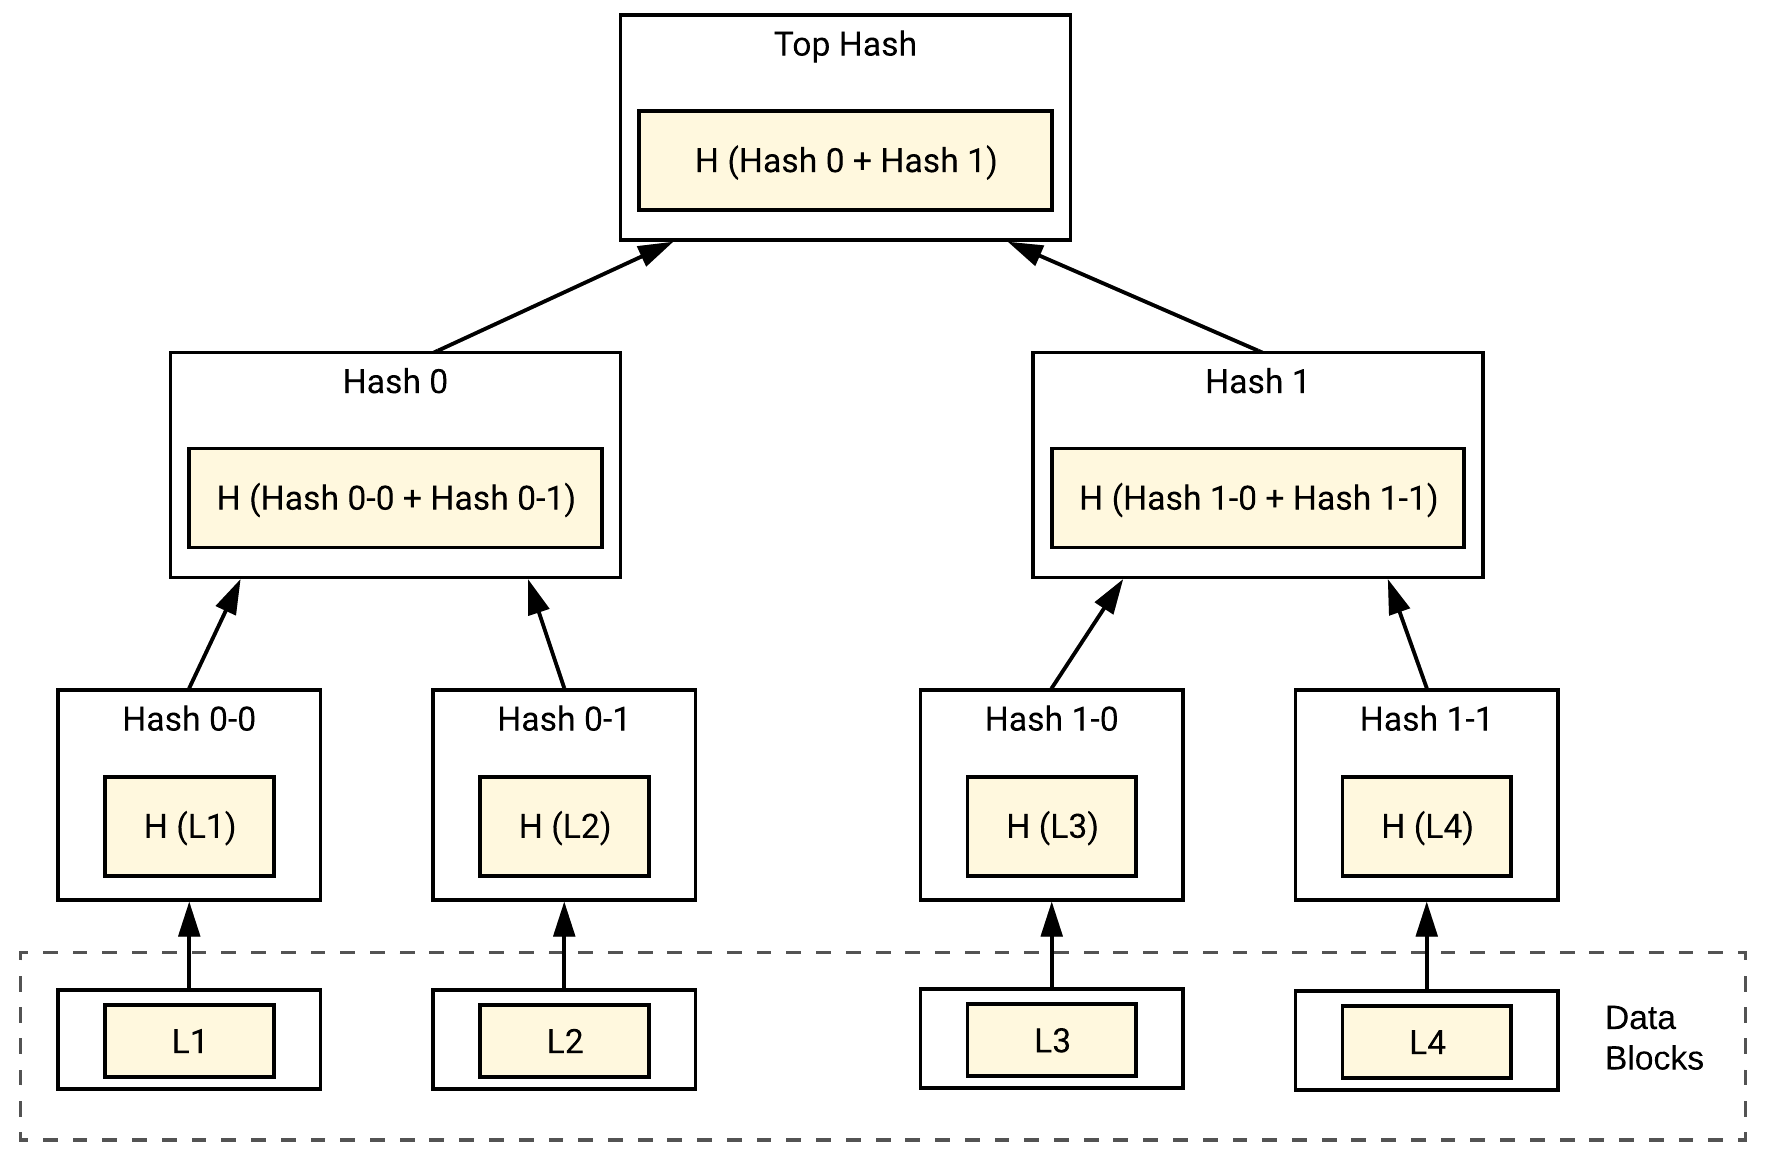 Top Hash
H (Hash 0 + Hash 1)
Hash 0
Hash 1
H (Hash 0-0 + Hash 0-1)
H (Hash 1-0 + Hash 1-1)
Hash 0-0
Hash 0-1
Hash 1-0
Hash 1-1
H (L1)
H (L2)
H (L3)
H (L4)
L1
L2
L3
L4
Data
Blocks